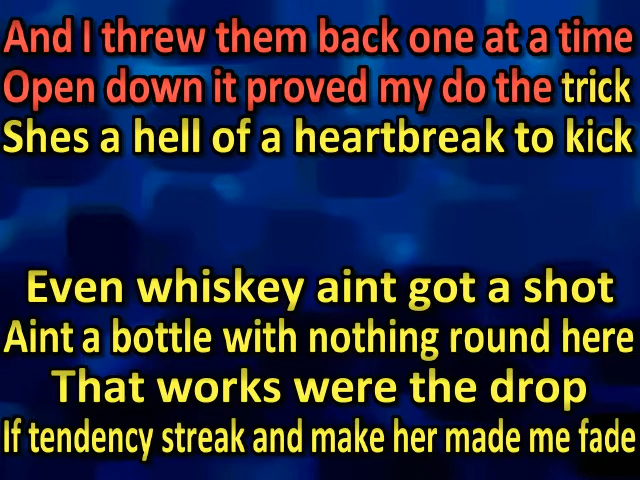 And I threw them back one at a time
Open down it proved my do the trick
Shes a hell of a heartbreak to kick
Even whiskey aint got a shot
Aint a bottle with nothing round here
That works were the drop
If tendency streak and make her made me fade